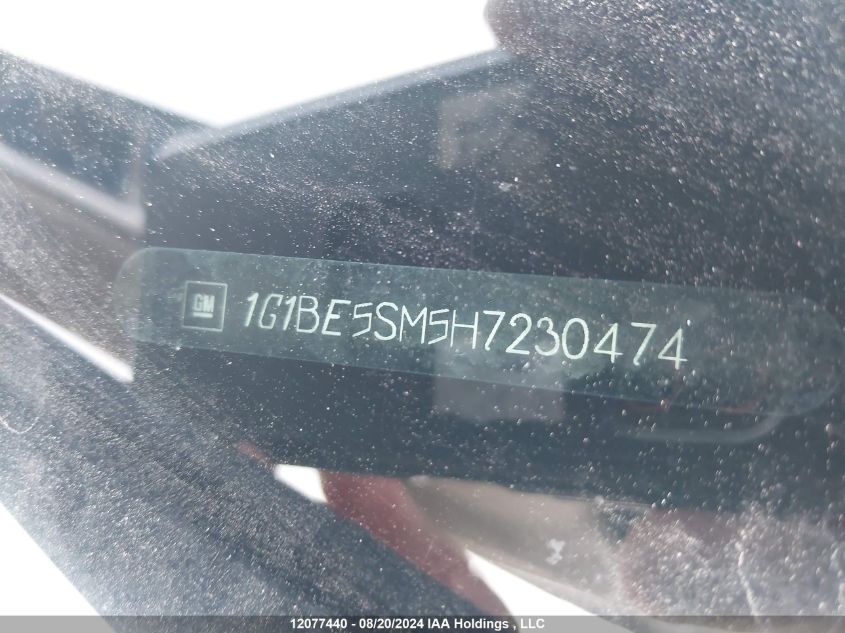 GM 1G1BE5SM5H7230474
12077440 - 08/20/2024 IAA Holdings , LLC